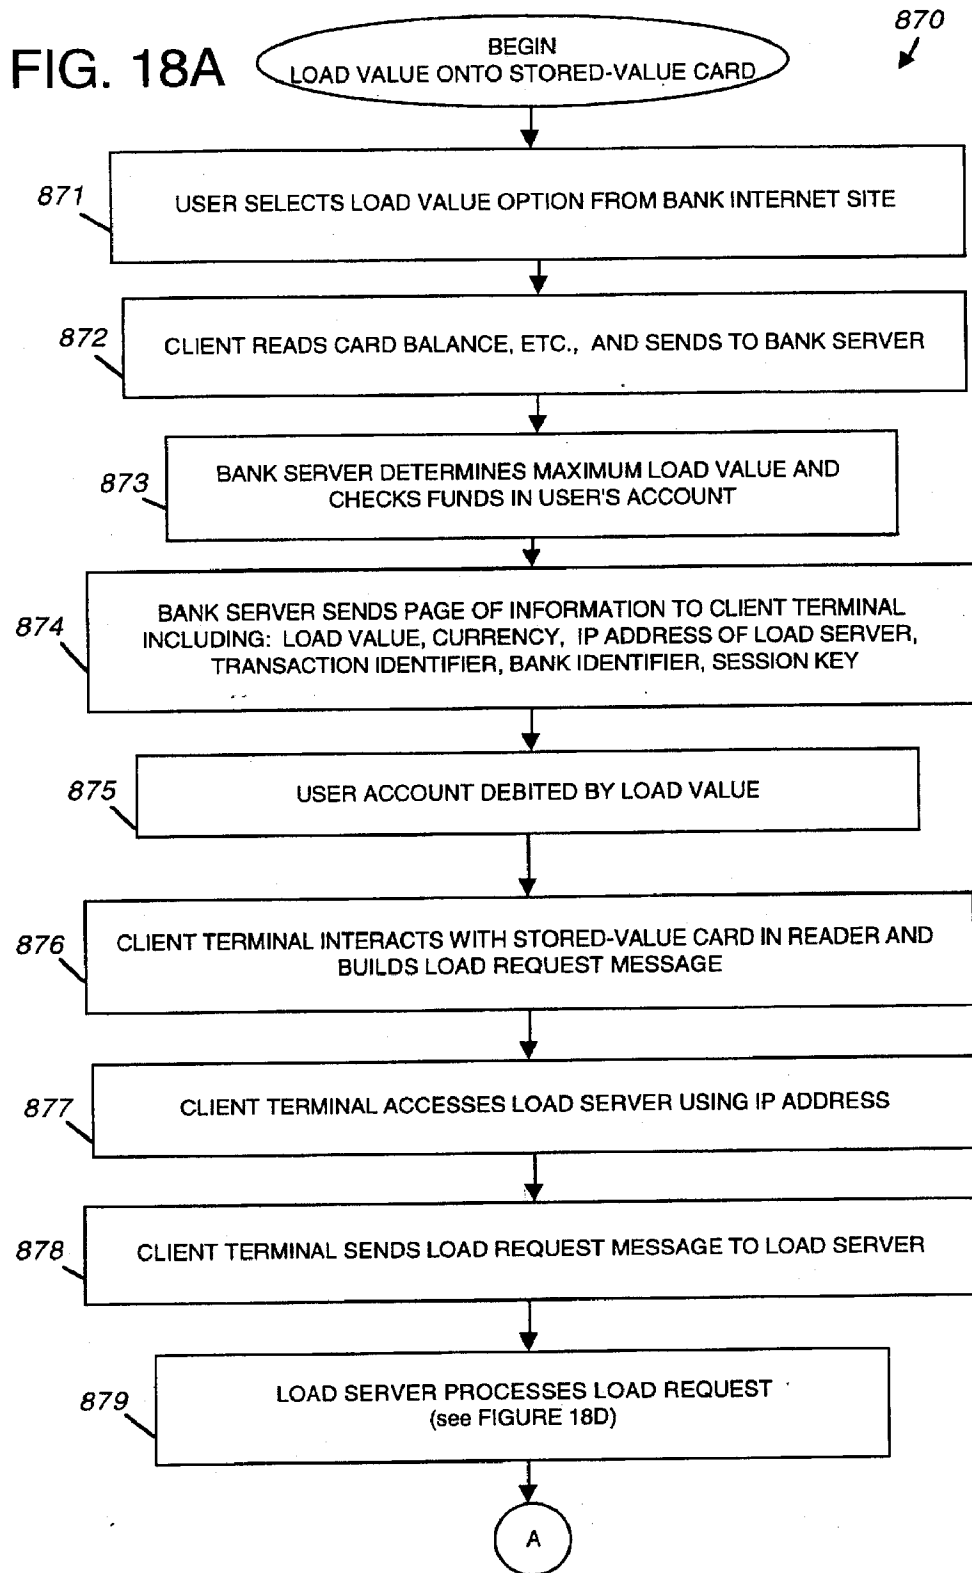 870
FIG. 18A
BEGIN
LOAD VALUE ONTO STORED-VALUE CARD
871
USER SELECTS LOAD VALUE OPTION FROM BANK INTERNET SITE
872
CLIENT READS CARD BALANCE, ETC., AND SENDS TO BANK SERVER
873
BANK SERVER DETERMINES MAXIMUM LOAD VALUE AND
CHECKS FUNDS IN USER'S ACCOUNT
874
BANK SERVER SENDS PAGE OF INFORMATION TO CLIENT TERMINAL
INCLUDING: LOAD VALUE, CURRENCY, IP ADDRESS OF LOAD SERVER,
TRANSACTION IDENTIFIER, BANK IDENTIFIER, SESSION KEY
875
USER ACCOUNT DEBITED BY LOAD VALUE
876
CLIENT TERMINAL INTERACTS WITH STORED-VALUE CARD IN READER AND
BUILDS LOAD REQUEST MESSAGE
877
CLIENT TERMINAL ACCESSES LOAD SERVER USING IP ADDRESS
878
CLIENT TERMINAL SENDS LOAD REQUEST MESSAGE TO LOAD SERVER
879
LOAD SERVER PROCESSES LOAD REQUEST
(see FIGURE 18D)
A